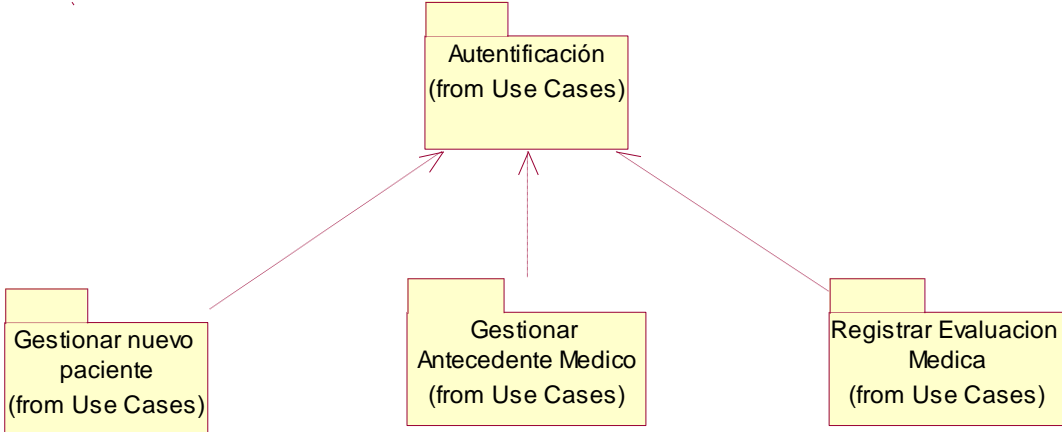 Autentificación
(from Use Cases)
Gestionar nuevo
paciente
(from Use Cases)
Gestionar
Antecedente Medico
(from Use Cases)
Registrar Evaluacion
Medica
(from Use Cases)